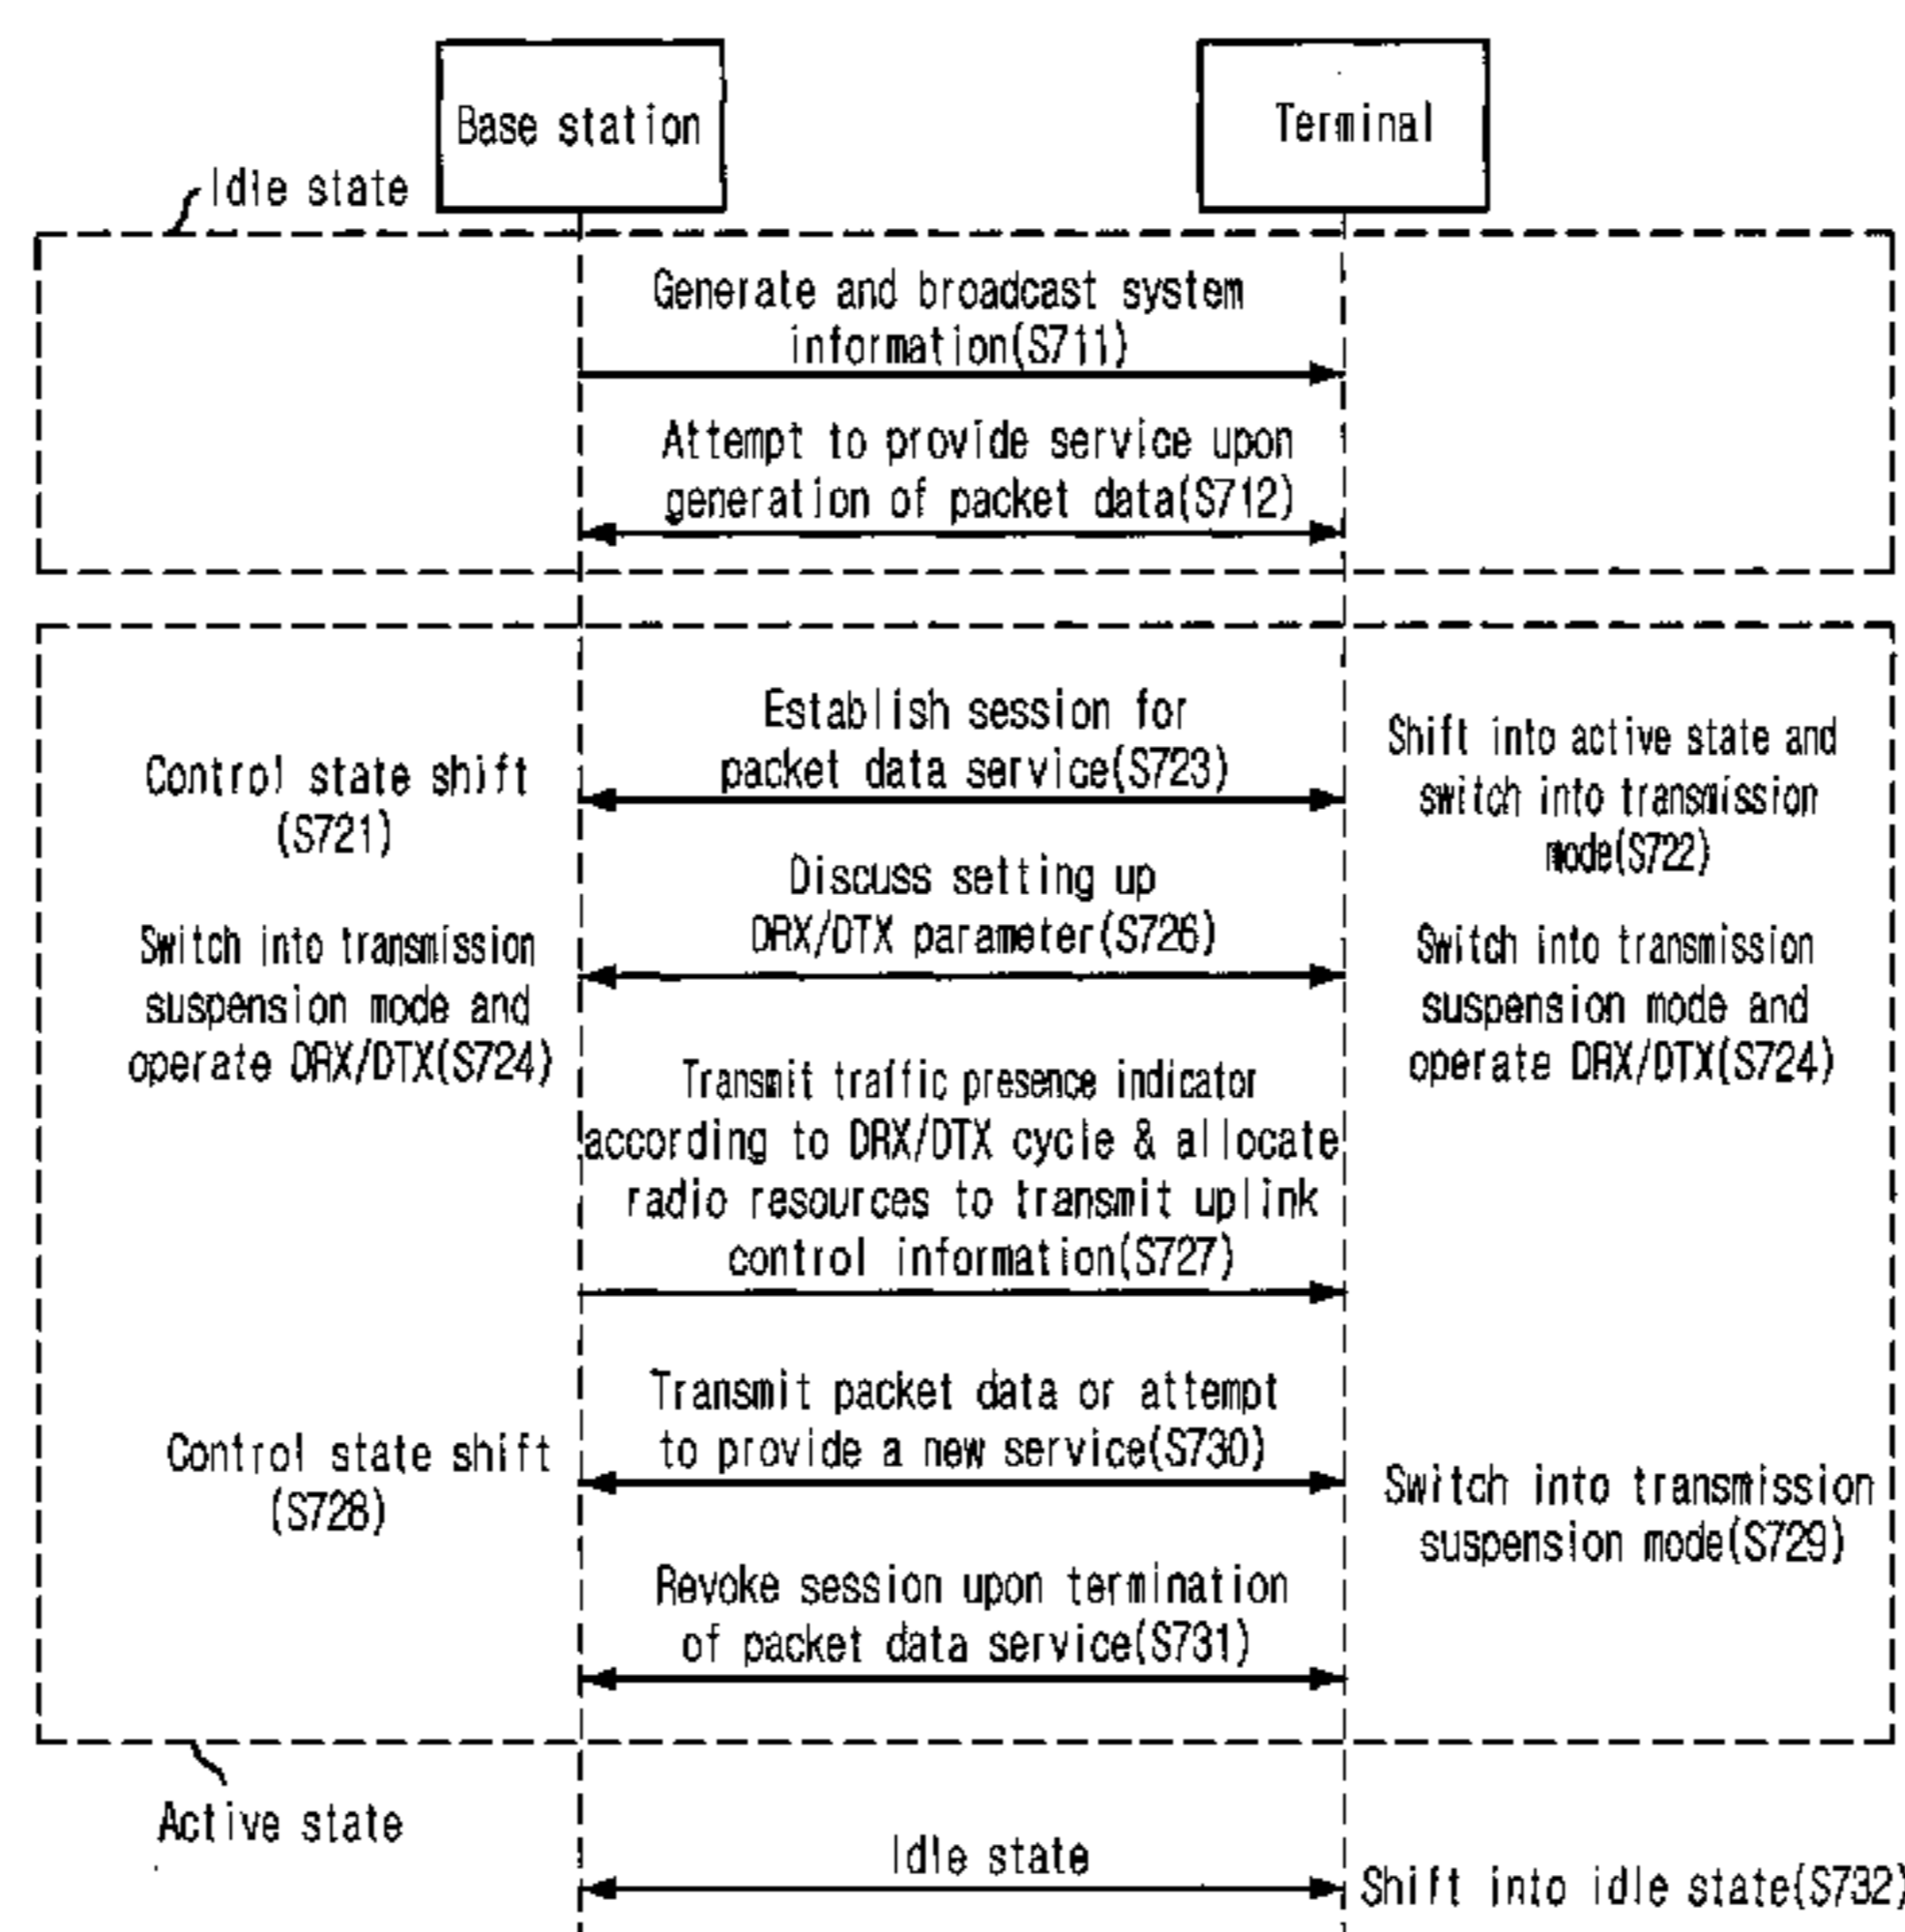 Base station
Terminal
Idle state
Generate and broadcast system
information(S711)
Attempt to provide service upon
generation of packet data(S712)
Establish session for
packet data service(S723)
Control state shift
(S721)
Shift into active state and
switch into transmission
mode(S722)
Discuss setting up
DRX/DTX parameter(S726)
Switch into transmission
suspension mode and
operate DRX/DTX(S724)
Switch into transmission
suspension mode and
operate DRX/DTX(S724)
Transmit traffic presence indicator
according to DRX/DTX cycle & allocate
radio resources to transmit uplink
control information(S727)
Transmit packet data or attempt
to provide a new service(S730)
Control state shift
(S728)
Switch into transmission
suspension mode(S729)
Revoke session upon termination
of packet data service(S731)
Active state
Idle state
Shift into idle state(S732)